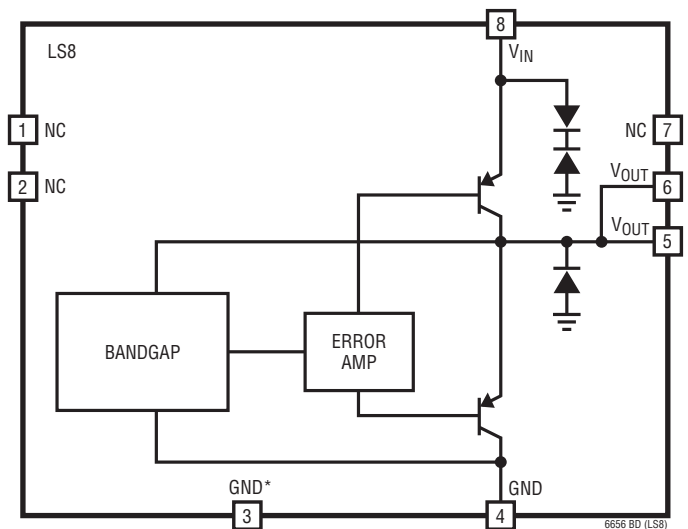 LS8
8
VIN
1 NC
NC 7
2 NC
VOUT
6
VOUT
5
BANDGAP
ERROR
AMP
GND*
3
GND
4
6656 BD (LS8)